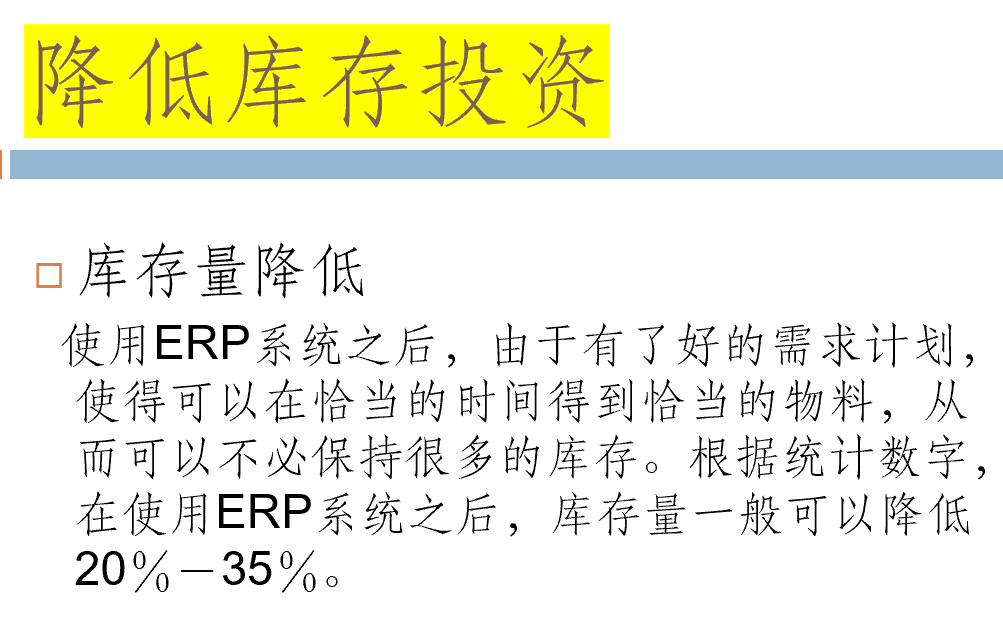 降低库存投资
库存量降低
使用ERP系统之后，由于有了好的需求计划，
使得可以在恰当的时间得到恰当的物料，从
而可以不必保持很多的库存。根据统计数字，
在使用ERP系统之后，库存量一般可以降低
20％－35％。